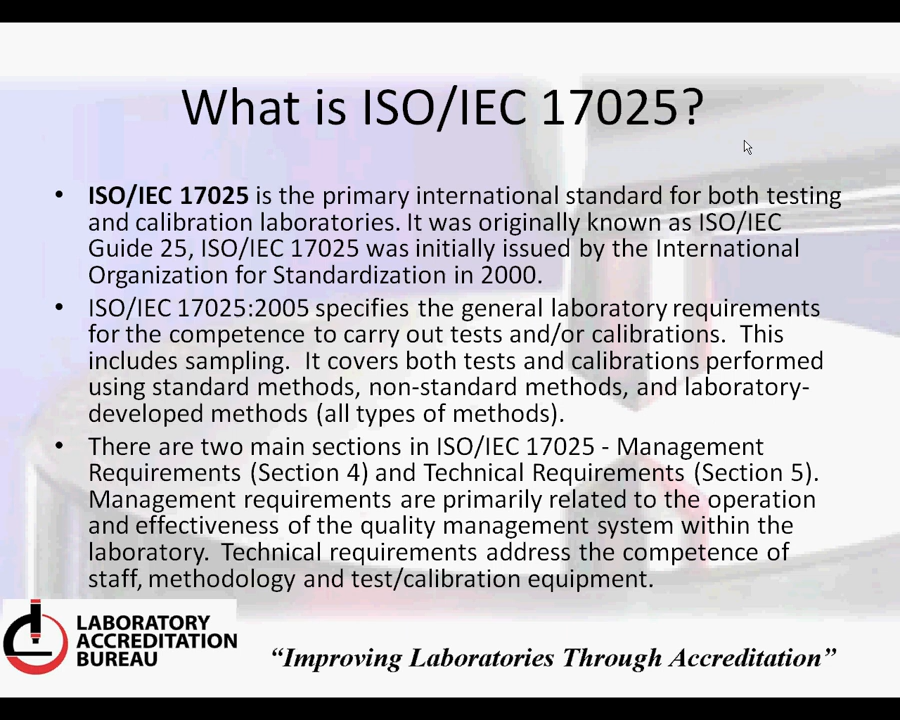 What is ISO/IEC 17025?
• ISO/IEC 17025 is the primary international standard for both testing
and calibration laboratories. It was originally known as ISO/IEC
Guide 25, ISO/IEC 17025 was initially issued by the International
Organization for Standardization in 2000.
• ISO/IEC 17025:2005 specifies the general laboratory requirements
for the competence to carry out tests and/or calibrations.  This
includes sampling.  It covers both tests and calibrations performed
using standard methods, non-standard methods, and laboratory-
developed methods (all types of methods).
• There are two main sections in ISO/IEC 17025 - Management
Requirements (Section 4) and Technical Requirements (Section 5).
Management requirements are primarily related to the operation
and effectiveness of the quality management system within the
laboratory.  Technical requirements address the competence of
staff, methodology and test/calibration equipment.
LABORATORY
ACCREDITATION
BUREAU
“Improving Laboratories Through Accreditation”